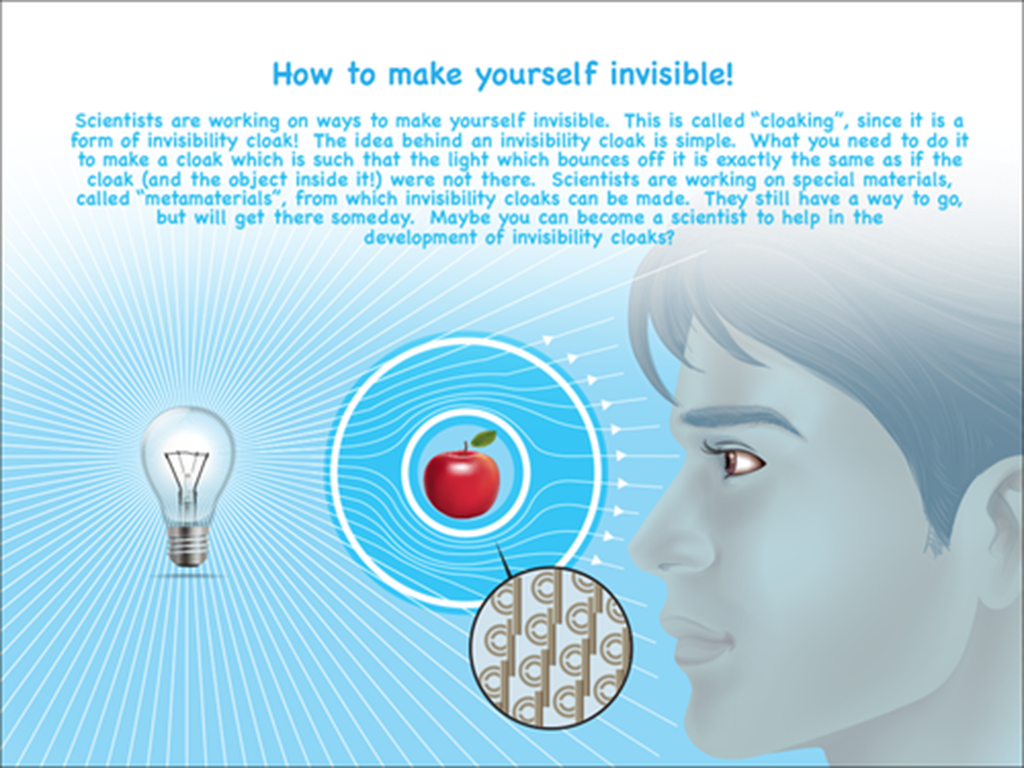 How to make yourself invisible!
Scientists are working on ways to make yourself invisible.  This is called “cloaking”, since it is a
form of invisibility cloak!  The idea behind an invisibility cloak is simple.  What you need to do it
to make a cloak which is such that the light which bounces off it is exactly the same as if the
cloak (and the object inside it!) were not there.  Scientists are working on special materials,
called “metamaterials”, from which invisibility cloaks can be made.  They still have a way to go,
but will get there someday.  Maybe you can become a scientist to help in the
development of invisibility cloaks?